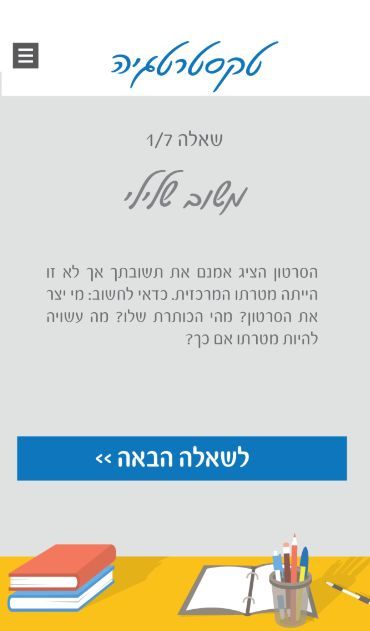 טקסטרטגיה
שאלה 1/7
משוב שלילי
הסרטון הציג אמנם את תשובתך אך לא זו
הייתה מטרתו המרכזית. כדאי לחשוב: מי יצר
את הסרטון? מהי הכותרת שלו? מה עשויה
להיות מטרתו אם כך?
לשאלה הבאה >>